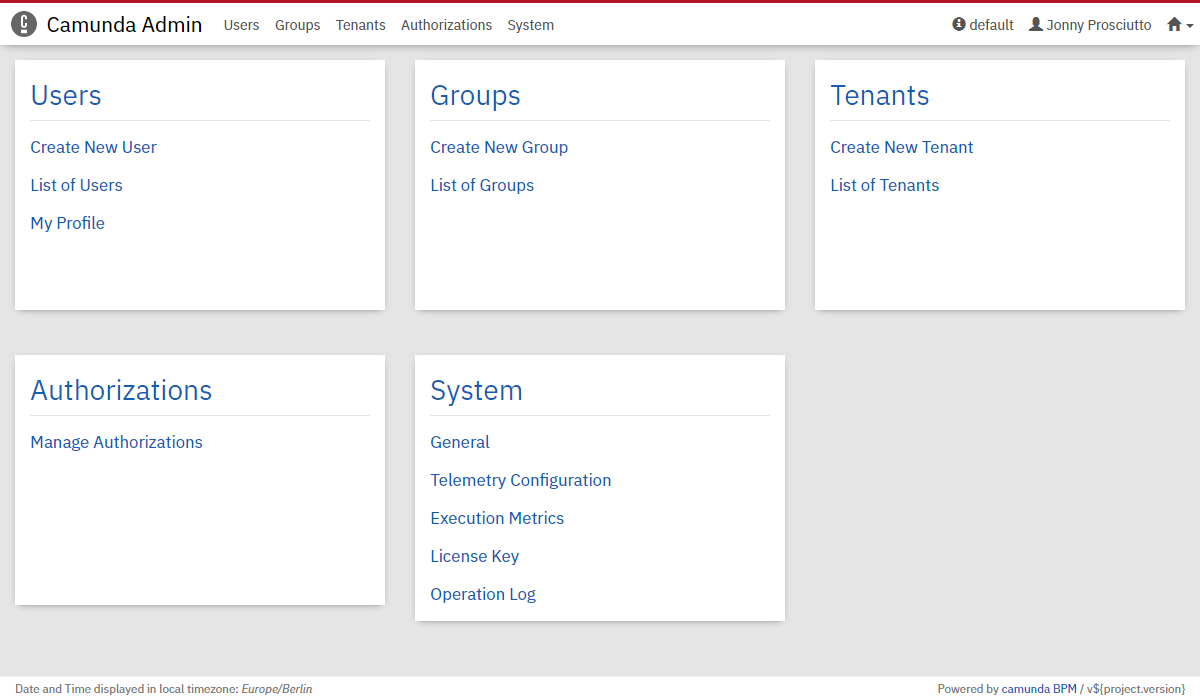 Camunda Admin Users Groups Tenants Authorizations System default Jonny Prosciutto
Users
Create New User
List of Users
My Profile
Groups
Create New Group
List of Groups
Tenants
Create New Tenant
List of Tenants
Authorizations
Manage Authorizations
System
General
Telemetry Configuration
Execution Metrics
License Key
Operation Log
Date and Time displayed in local timezone: Europe/Berlin
Powered by camunda BPM / v${project.version}